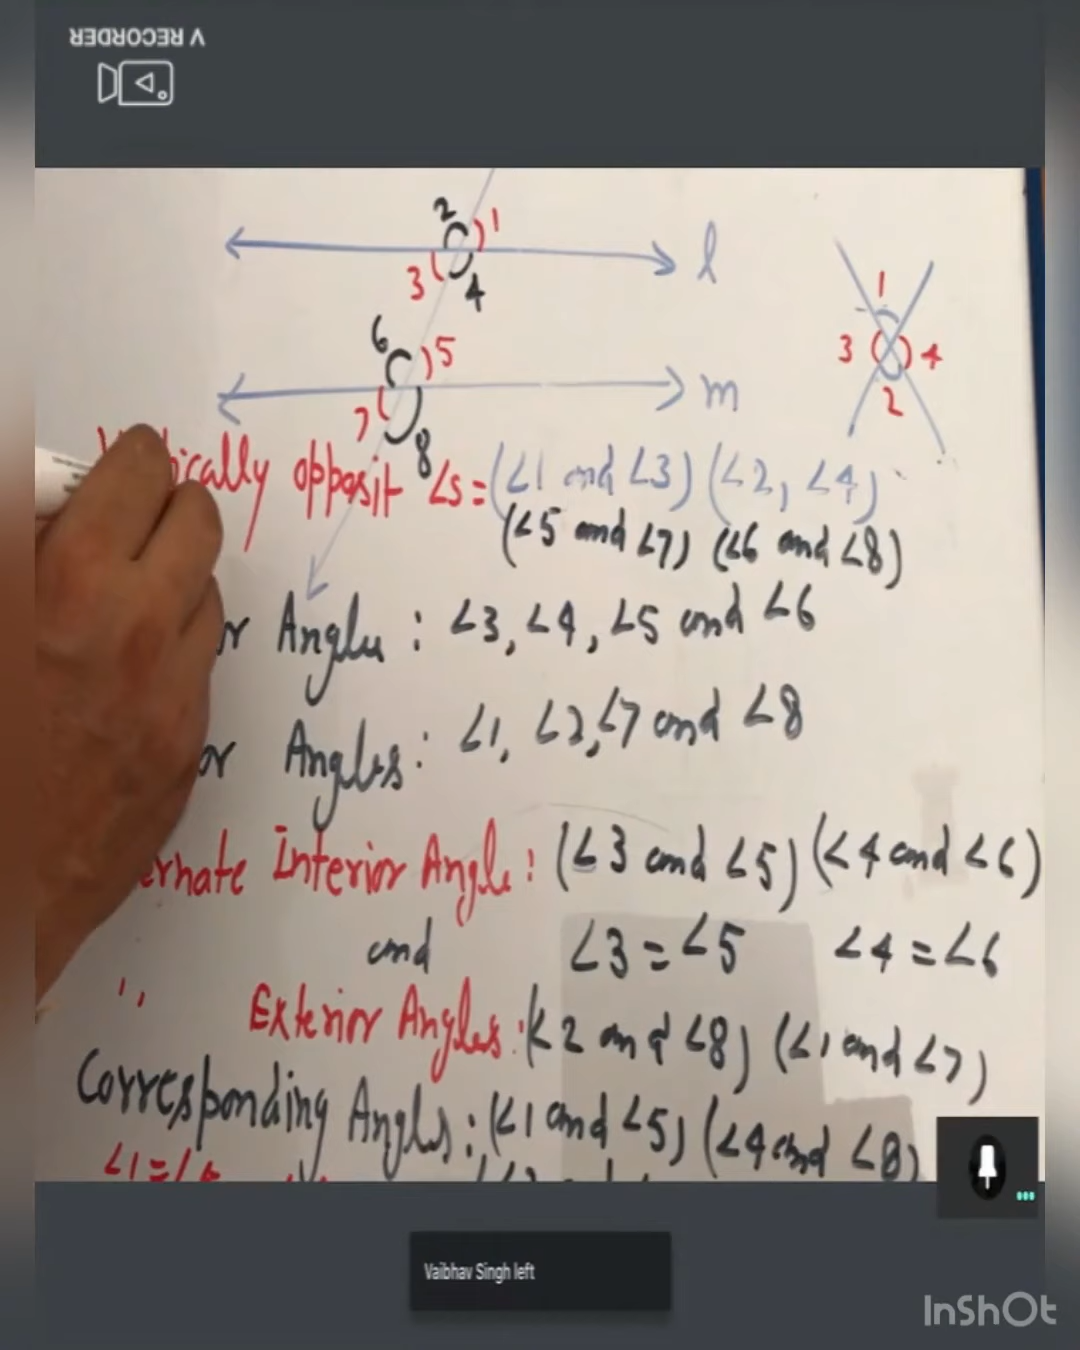 V RECORDER
2 1
l
3 4
1
6 5
3 4
m
2
7 8
opposit ∠s = (∠1 and ∠3) (∠2, ∠4)
(∠5 and ∠7) (∠6 and ∠8)
r Angles : ∠3, ∠4, ∠5 and ∠6
or Angles : ∠1, ∠2, ∠7 and ∠8
ernate Interior Angle : (∠3 and ∠5) (∠4 and ∠6)
and ∠3 = ∠5 ∠4 = ∠6
" Exterior Angles : (∠2 and ∠8) (∠1 and ∠7)
Corresponding Angles : (∠1 and ∠5) (∠4 and ∠8)
∠1 =
Vaibhav Singh left
InShOt